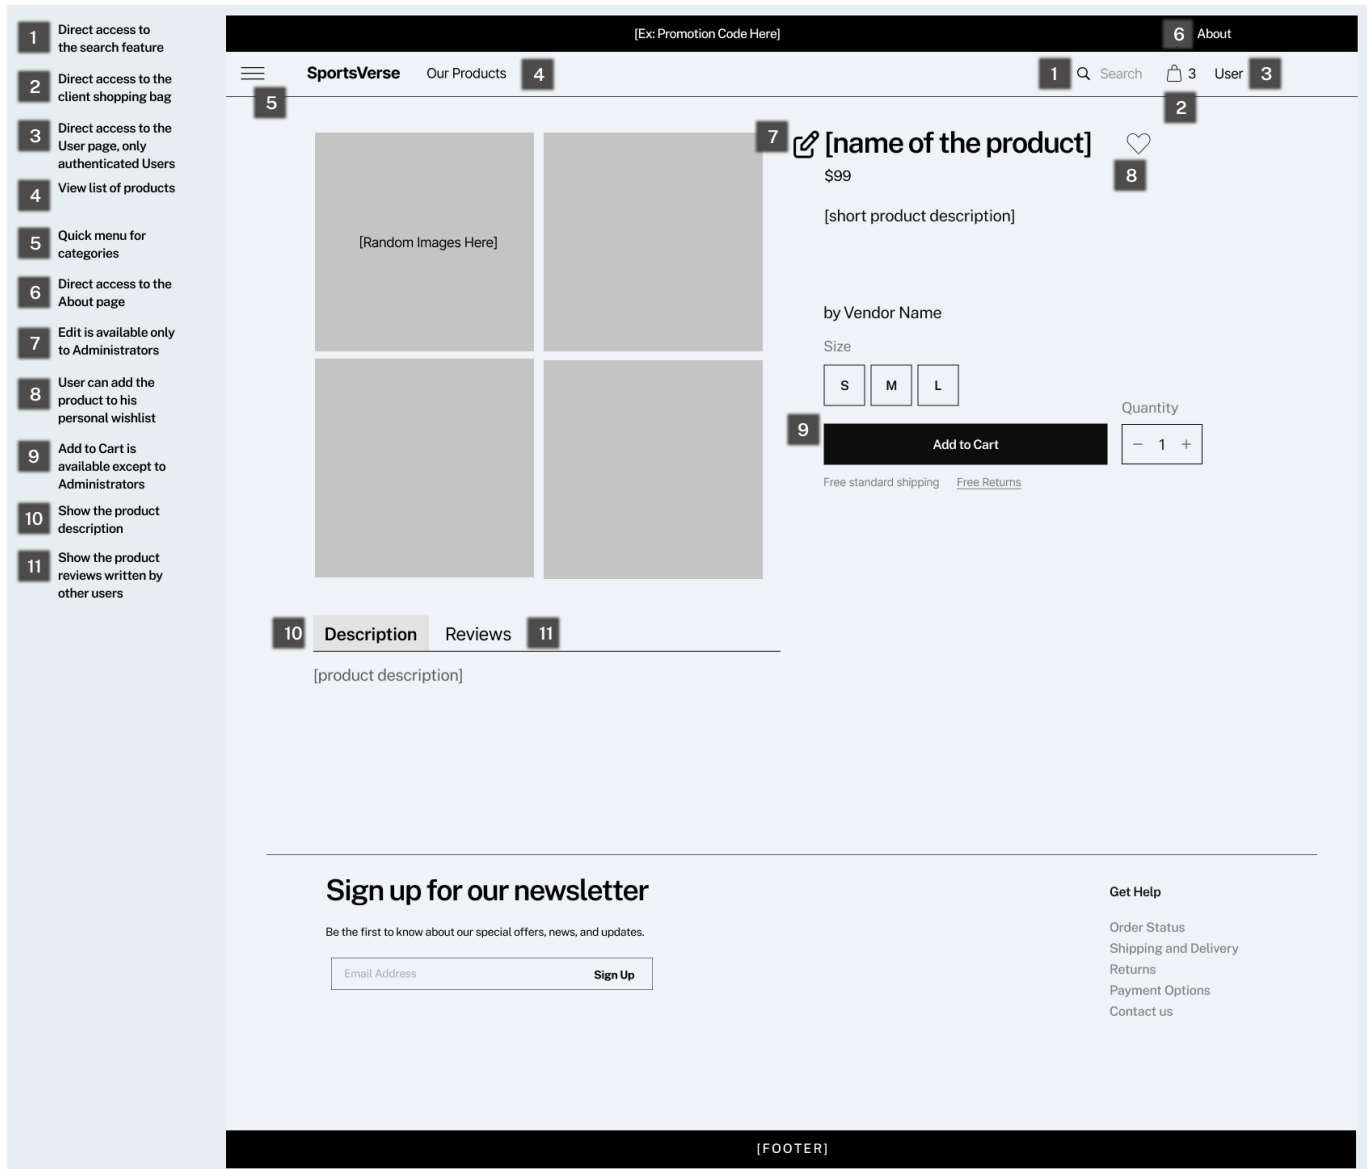 1 Direct access to
the search feature
2 Direct access to the
client shopping bag
3 Direct access to the
User page, only
authenticated Users
4 View list of products
5 Quick menu for
categories
6 Direct access to the
About page
7 Edit is available only
to Administrators
8 User can add the
product to his
personal wishlist
9 Add to Cart is
available except to
Administrators
10 Show the product
description
11 Show the product
reviews written by
other users
[Ex: Promotion Code Here] 6 About
SportsVerse Our Products 4 1 Search 3 User 3
5 2
7 [name of the product]
8
$99
[short product description]
[Random Images Here]
by Vendor Name
Size
S M L
Quantity
9 Add to Cart − 1 +
Free standard shipping Free Returns
10 Description Reviews 11
[product description]
Sign up for our newsletter
Be the first to know about our special offers, news, and updates.
Email Address Sign Up
Get Help
Order Status
Shipping and Delivery
Returns
Payment Options
Contact us
[FOOTER]